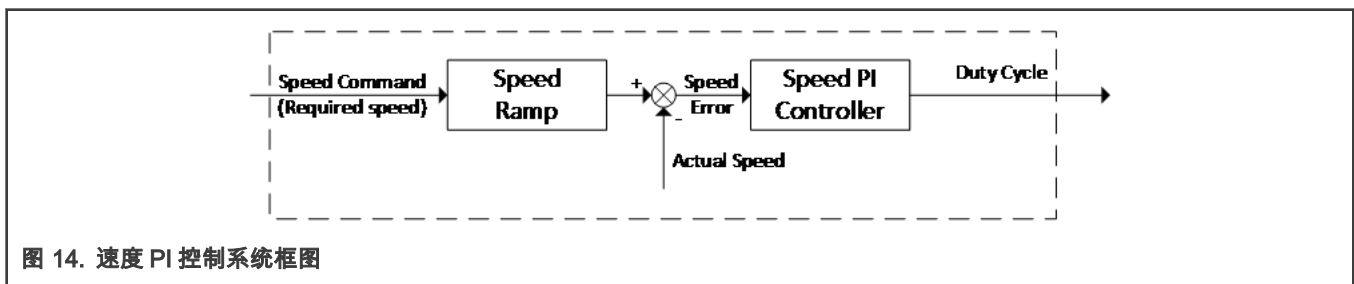 Speed Command
(Required speed)
Speed
Ramp
+
-
Speed
Error
Speed PI
Controller
Duty Cycle
Actual Speed
图 14. 速度 PI 控制系统框图